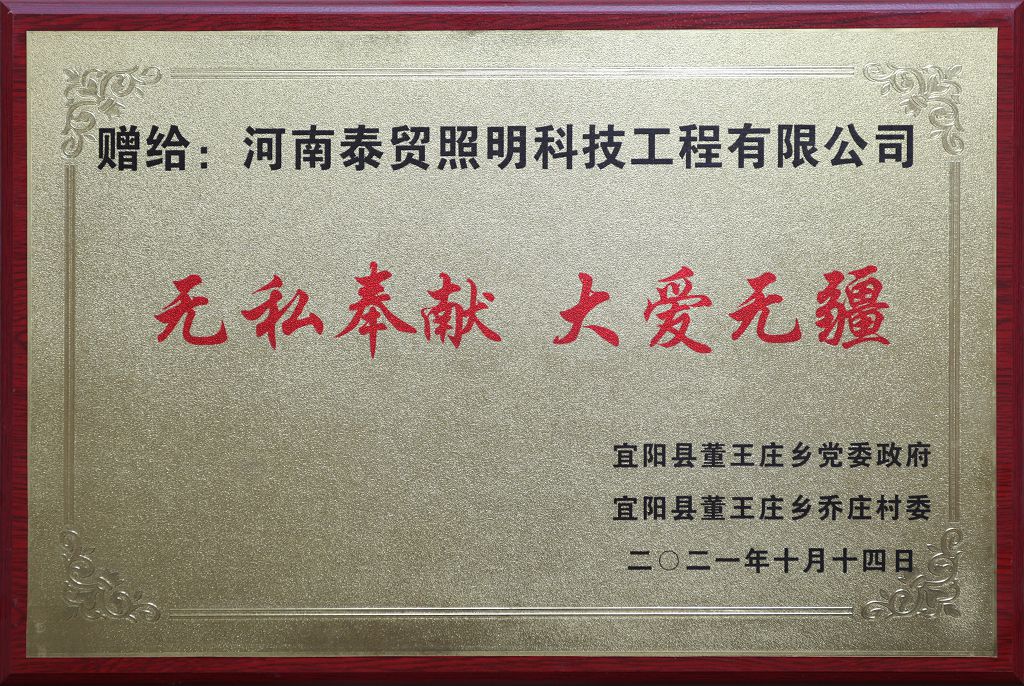 赠给：河南泰贸照明科技工程有限公司
无私奉献 大爱无疆
宜阳县董王庄乡党委政府
宜阳县董王庄乡乔庄村委
二〇二一年十月十四日